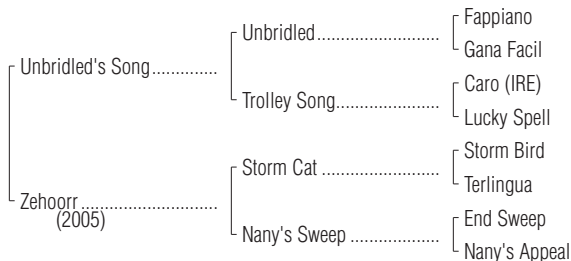 Fappiano
Unbridled..................
Gana Facil
Unbridled's Song.............
Caro (IRE)
Trolley Song...............
Lucky Spell
Storm Bird
Storm Cat .................
Terlingua
Zehoorr ...........................
(2005)
End Sweep
Nany's Sweep .............
Nany's Appeal